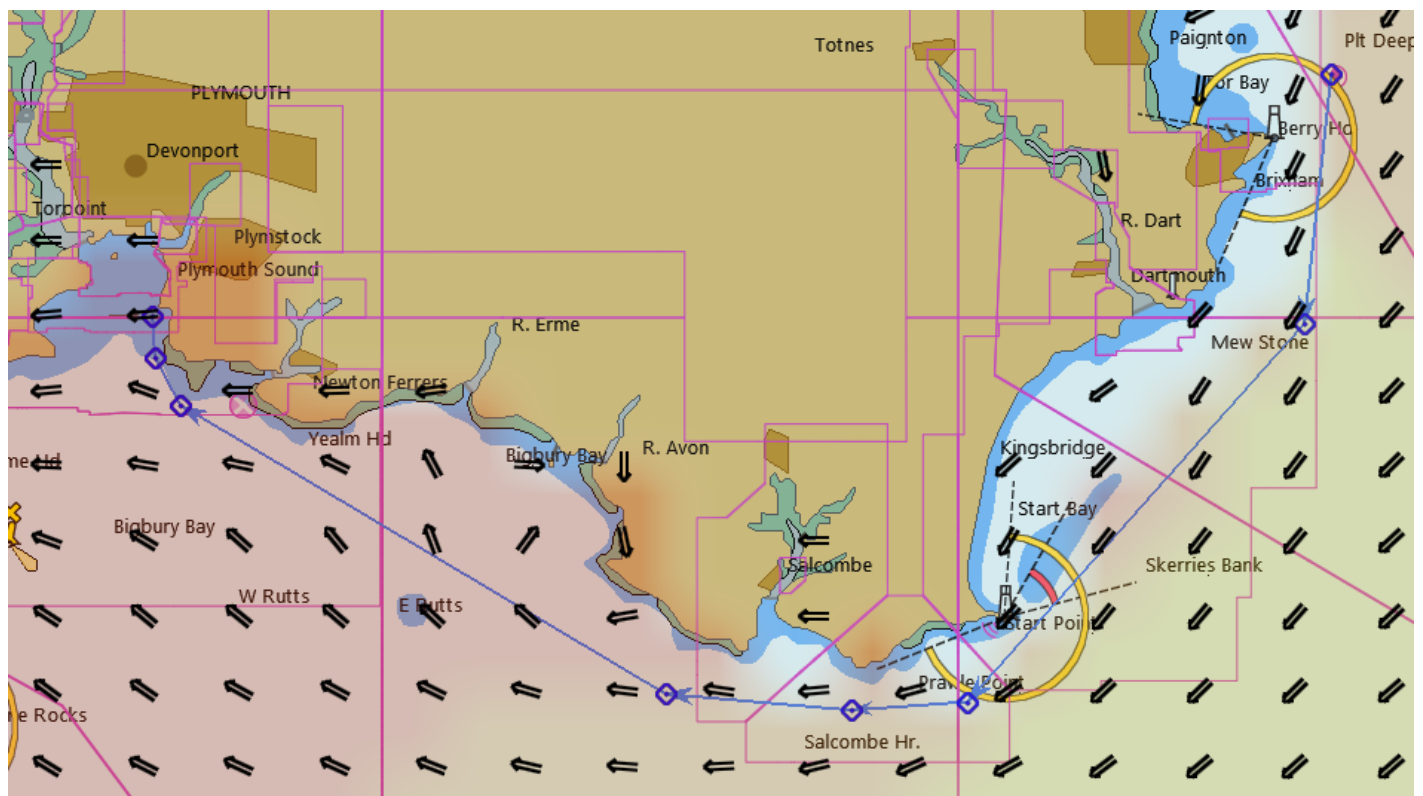 Paignton
Plt Deep
Totnes
Tor Bay
PLYMOUTH
Berry Hd
Devonport
Brixham
Torpoint
R. Dart
Plymstock
Plymouth Sound
Dartmouth
R. Erme
Mew Stone
Newton Ferrers
Yealm Hd
Bigbury Bay
R. Avon
Kingsbridge
me Hd
Start Bay
Bigbury Bay
Salcombe
Skerries Bank
W Rutts
E Rutts
Start Point
Prawle Point
ne Rocks
Salcombe Hr.